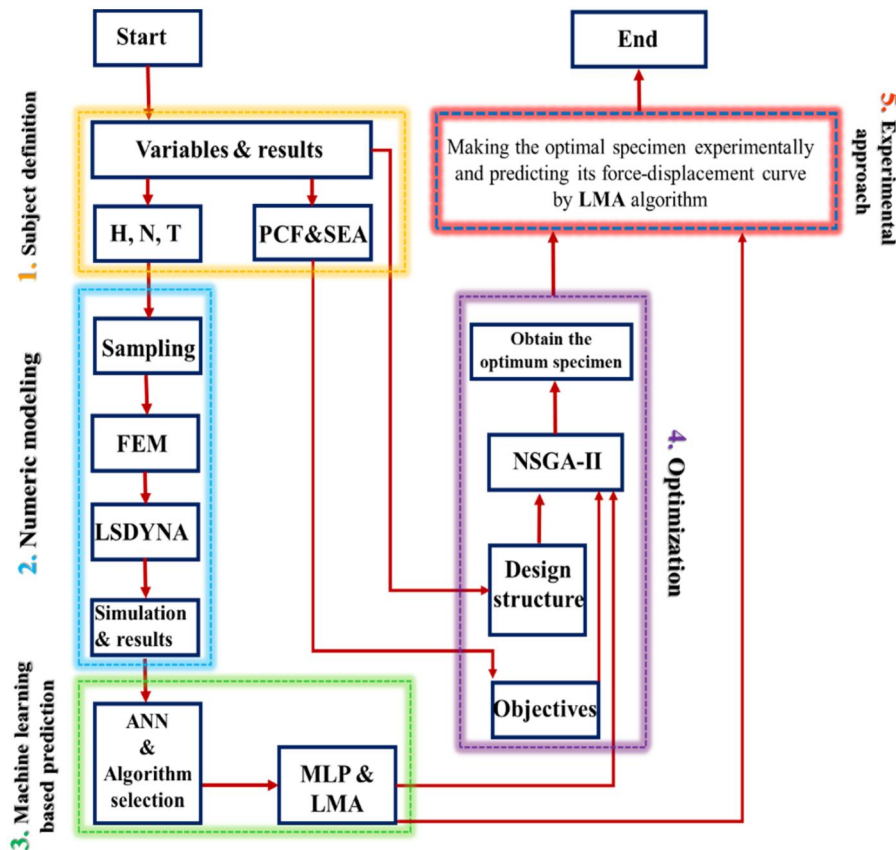 Start
1. Subject definition
Variables & results
H, N, T
PCF&SEA
2. Numeric modeling
Sampling
FEM
LSDYNA
Simulation
& results
3. Machine learning
based prediction
ANN
&
Algorithm
selection
MLP &
LMA
4. Optimization
Obtain the
optimum specimen
NSGA-II
Design
structure
Objectives
5. Experimental
approach
Making the optimal specimen experimentally
and predicting its force-displacement curve
by LMA algorithm
End